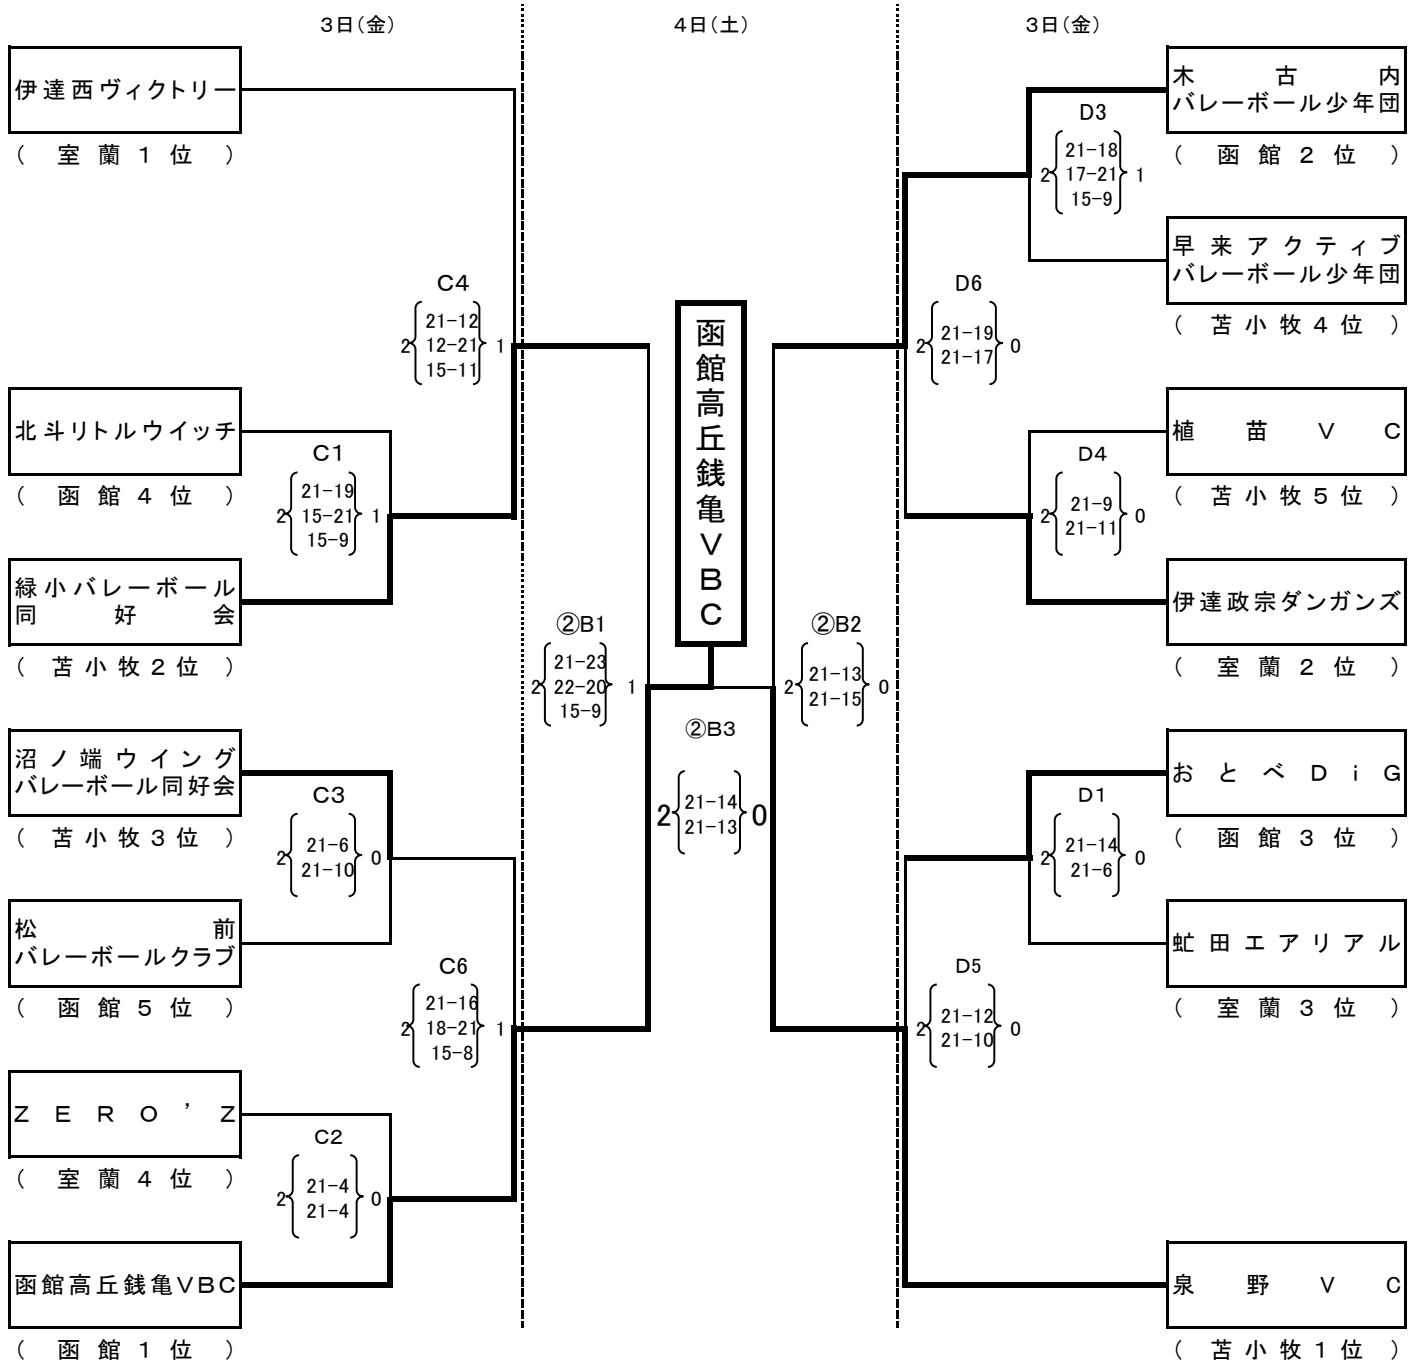 3日（金）
4日（土）
3日（金）
伊達西ヴィクトリー
（ 室蘭1位 ）
C4
2 21-12 1
12-21
15-11
北斗リトルウイッチ
（ 函館4位 ）
C1
2 21-19 1
15-21
15-9
緑小バレーボール
同好会
（ 苫小牧2位 ）
沼ノ端ウイング
バレーボール同好会
（ 苫小牧3位 ）
C3
2 21-6 0
21-10
松前
バレーボールクラブ
（ 函館5位 ）
C6
2 21-16 1
18-21
15-8
ZERO’Z
（ 室蘭4位 ）
C2
2 21-4 0
21-4
函館高丘銭亀VBC
（ 函館1位 ）
②B1
2 21-23 1
22-20
15-9
函館高丘銭亀VBC
②B3
2 21-14 0
21-13
②B2
2 21-13 0
21-15
木古内
バレーボール少年団
（ 函館2位 ）
D3
2 21-18 1
17-21
15-9
早来アクティブ
バレーボール少年団
（ 苫小牧4位 ）
D6
2 21-19 0
21-17
植苗VC
（ 苫小牧5位 ）
D4
2 21-9 0
21-11
伊達政宗ダンガンズ
（ 室蘭2位 ）
おとべDiG
（ 函館3位 ）
D1
2 21-14 0
21-6
虻田エアリアル
（ 室蘭3位 ）
D5
2 21-12 0
21-10
泉野VC
（ 苫小牧1位 ）